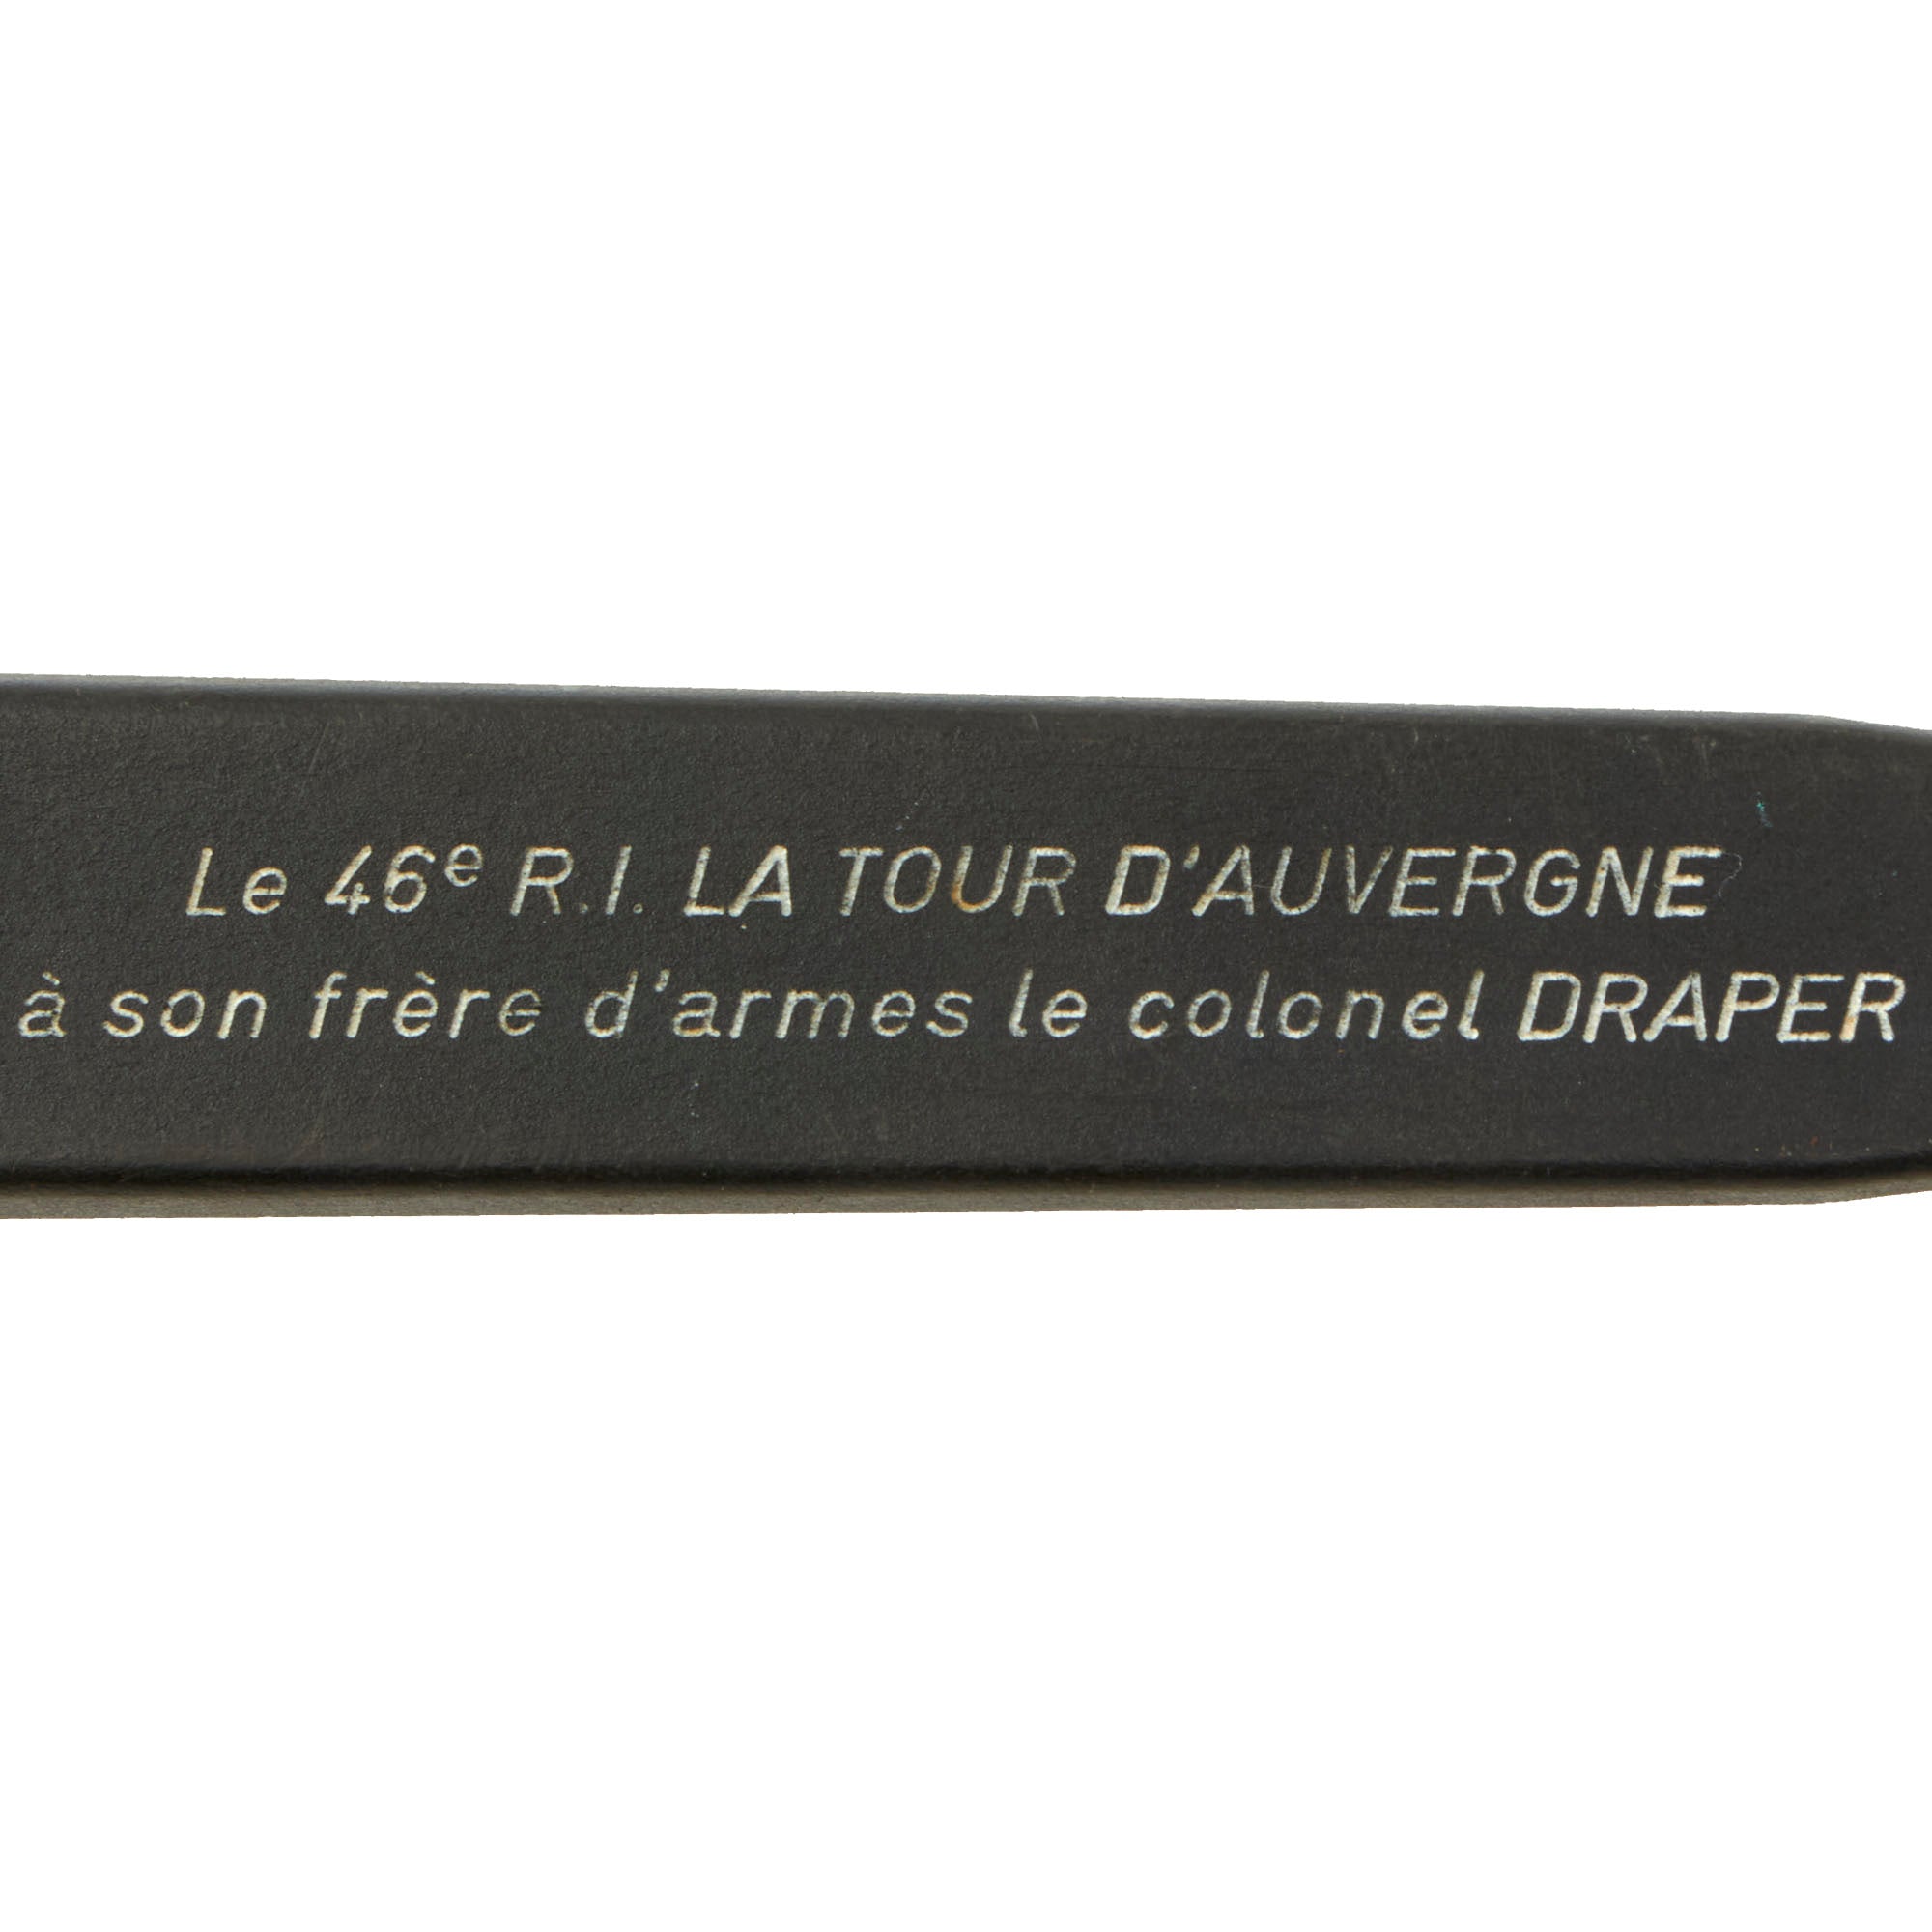 Le 46e R.I. LA TOUR D'AUVERGNE
à son frère d'armes le colonel DRAPER